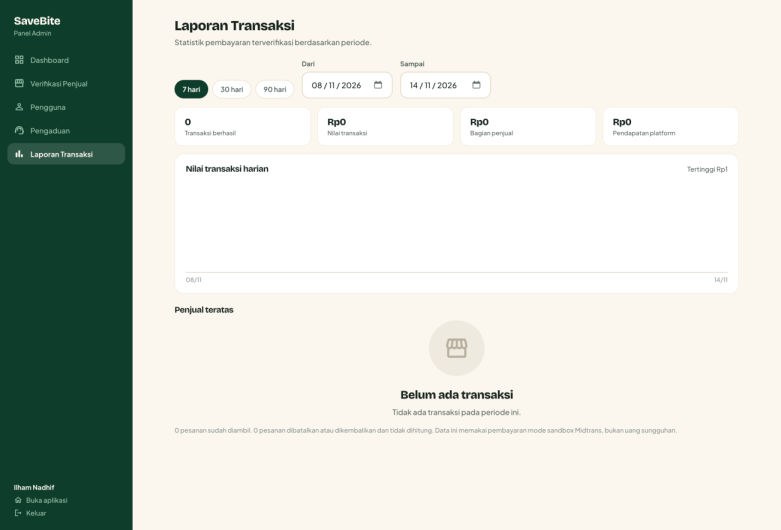 SaveBite
Panel Admin
Dashboard
Verifikasi Penjual
Pengguna
Pengaduan
Laporan Transaksi
Ilham Nadhif
Buka aplikasi
Keluar
Laporan Transaksi
Statistik pembayaran terverifikasi berdasarkan periode.
7 hari
30 hari
90 hari
Dari
08 / 11 / 2026
Sampai
14 / 11 / 2026
0
Transaksi berhasil
Rp0
Nilai transaksi
Rp0
Bagian penjual
Rp0
Pendapatan platform
Nilai transaksi harian
Tertinggi Rp1
08/11
14/11
Penjual teratas
Belum ada transaksi
Tidak ada transaksi pada periode ini.
0 pesanan sudah diambil. 0 pesanan dibatalkan atau dikembalikan dan tidak dihitung. Data ini memakai pembayaran mode sandbox Midtrans, bukan uang sungguhan.